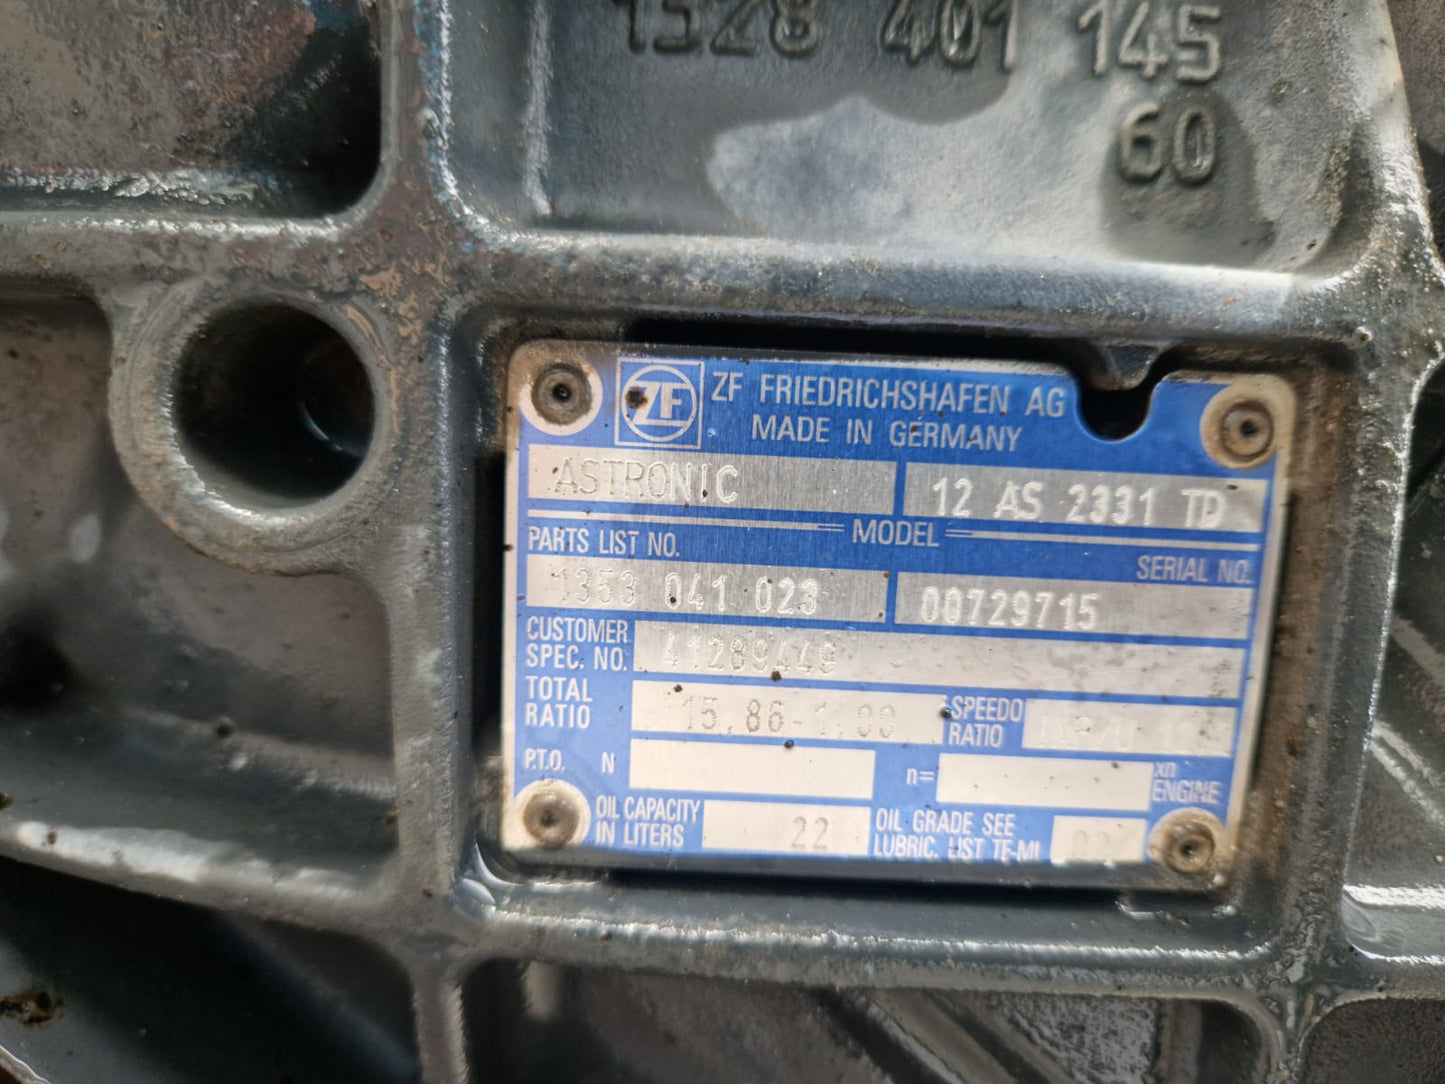 1328 401 145
60
ZF
ZF FRIEDRICHSHAFEN AG
MADE IN GERMANY
ASTRONIC 12 AS 2331 TD
MODEL
PARTS LIST NO. SERIAL NO.
1353 041 023 00729715
CUSTOMER SPEC. NO. 41289449
TOTAL RATIO 15,86-1,00 SPEEDO RATIO
P.T.O. N n= xn ENGINE
OIL CAPACITY IN LITERS 22 OIL GRADE SEE LUBRIC. LIST TE-ML 02